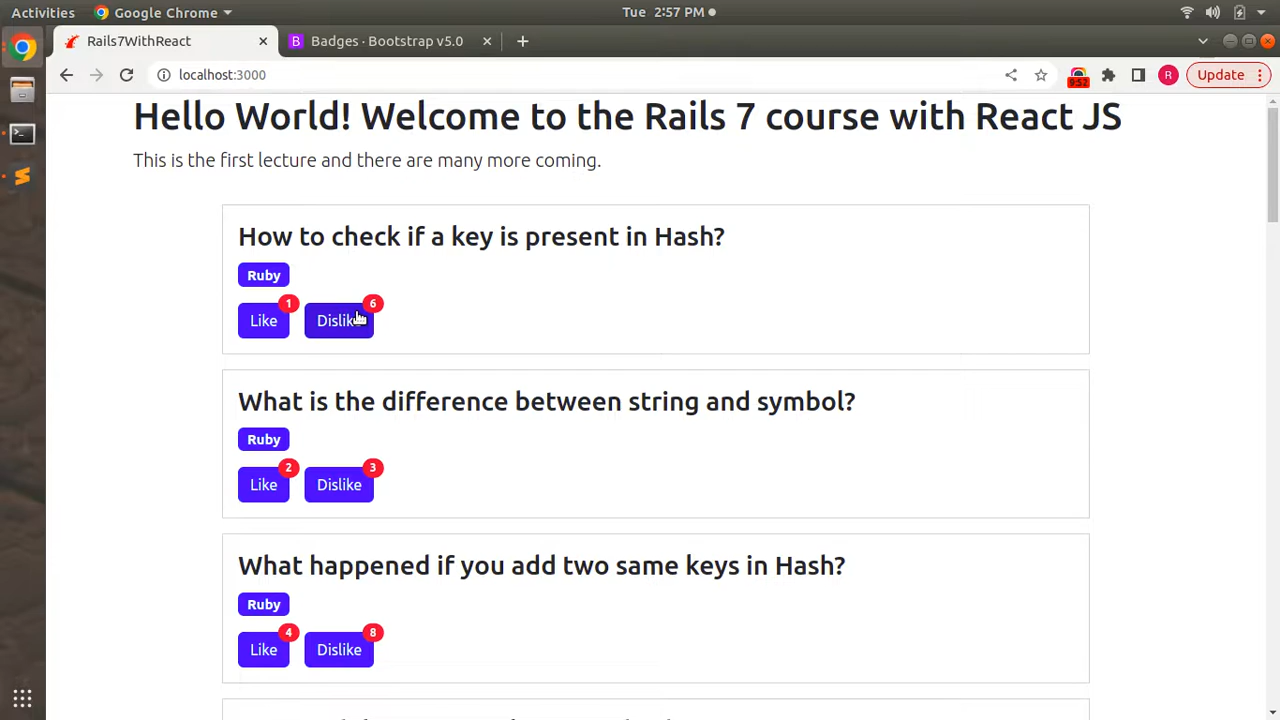 Activities Google Chrome Tue 2:57 PM
Rails7WithReact Badges · Bootstrap v5.0
localhost:3000 9:57 R Update
Hello World! Welcome to the Rails 7 course with React JS
This is the first lecture and there are many more coming.
How to check if a key is present in Hash?
Ruby
Like 1 Dislike 6
What is the difference between string and symbol?
Ruby
Like 2 Dislike 3
What happened if you add two same keys in Hash?
Ruby
Like 4 Dislike 8